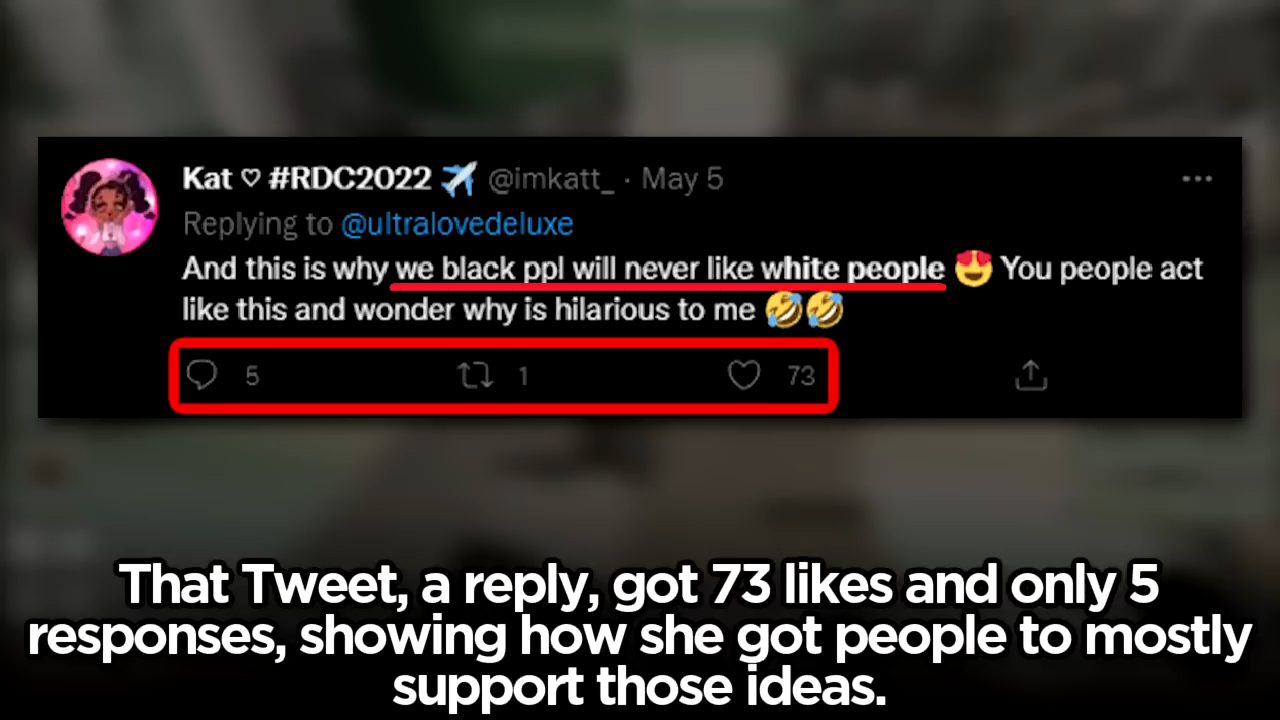 Kat ♡ #RDC2022 ✈️ @imkatt_ · May 5
Replying to @ultralovedeluxe
And this is why we black ppl will never like white people 😍 You people act
like this and wonder why is hilarious to me 🤣🤣
5 1 73
That Tweet, a reply, got 73 likes and only 5
responses, showing how she got people to mostly
support those ideas.